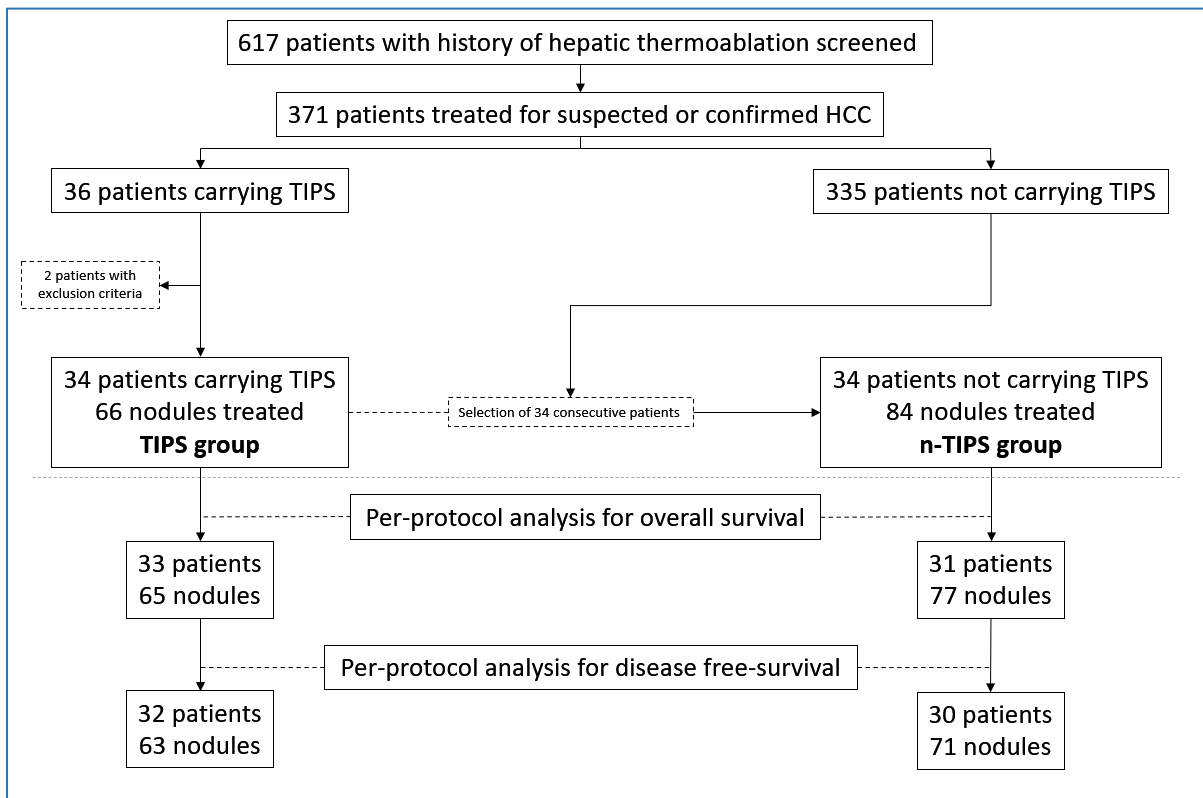 617 patients with history of hepatic thermoablation screened
371 patients treated for suspected or confirmed HCC
36 patients carrying TIPS
335 patients not carrying TIPS
2 patients with
exclusion criteria
34 patients carrying TIPS
66 nodules treated
TIPS group
Selection of 34 consecutive patients
34 patients not carrying TIPS
84 nodules treated
n-TIPS group
Per-protocol analysis for overall survival
33 patients
65 nodules
31 patients
77 nodules
Per-protocol analysis for disease free-survival
32 patients
63 nodules
30 patients
71 nodules